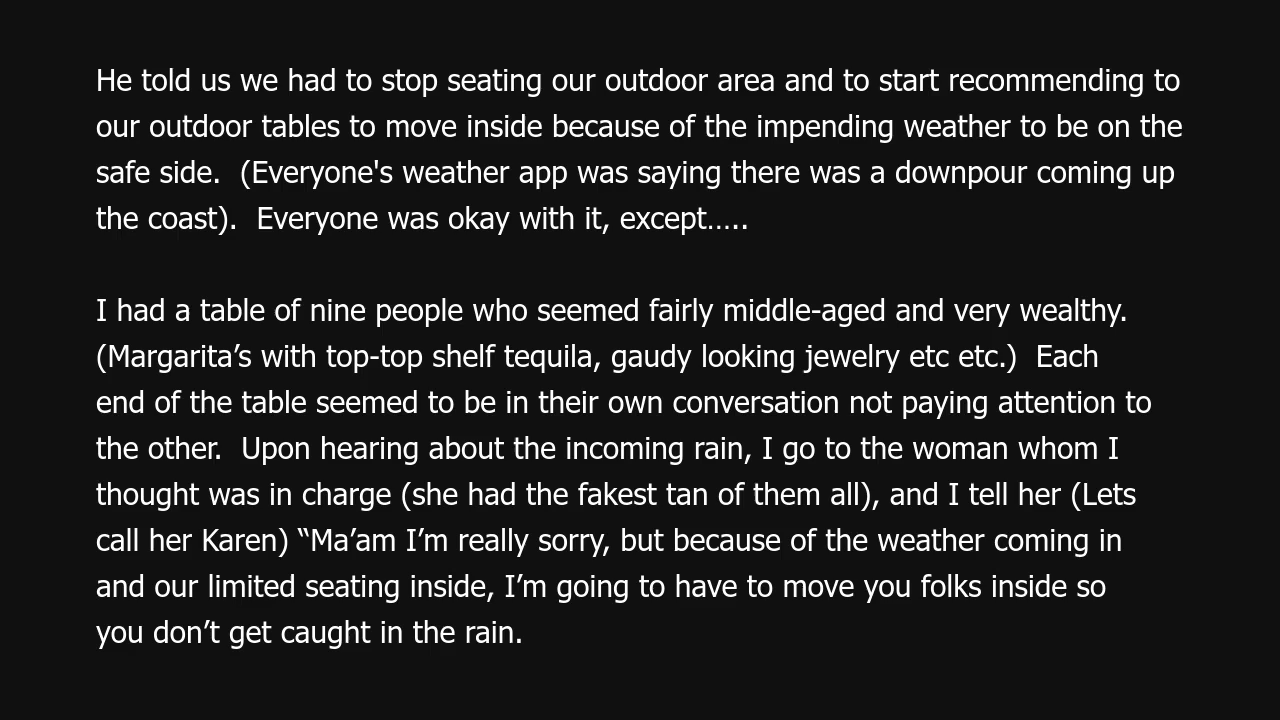 He told us we had to stop seating our outdoor area and to start recommending to
our outdoor tables to move inside because of the impending weather to be on the
safe side.  (Everyone's weather app was saying there was a downpour coming up
the coast).  Everyone was okay with it, except…..
I had a table of nine people who seemed fairly middle-aged and very wealthy.
(Margarita’s with top-top shelf tequila, gaudy looking jewelry etc etc.)  Each
end of the table seemed to be in their own conversation not paying attention to
the other.  Upon hearing about the incoming rain, I go to the woman whom I
thought was in charge (she had the fakest tan of them all), and I tell her (Lets
call her Karen) “Ma’am I’m really sorry, but because of the weather coming in
and our limited seating inside, I’m going to have to move you folks inside so
you don’t get caught in the rain.